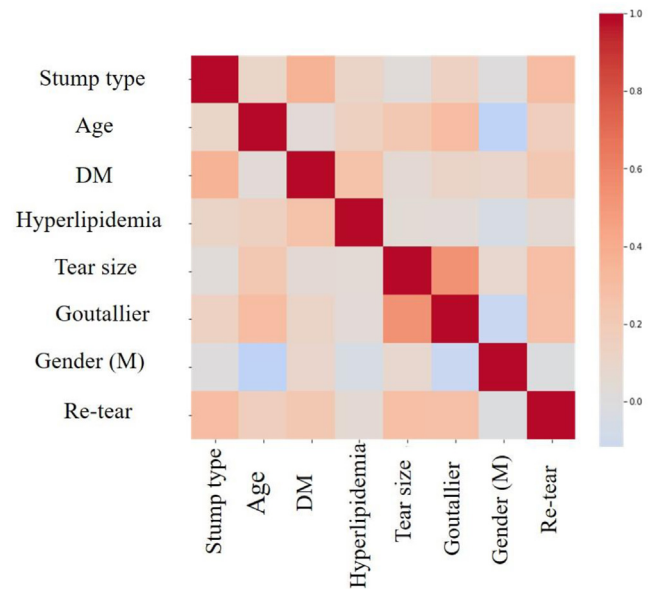 Stump type
Age
DM
Hyperlipidemia
Tear size
Goutallier
Gender (M)
Re-tear
Stump type
Age
DM
Hyperlipidemia
Tear size
Goutallier
Gender (M)
Re-tear
1.0
0.8
0.6
0.4
0.2
0.0